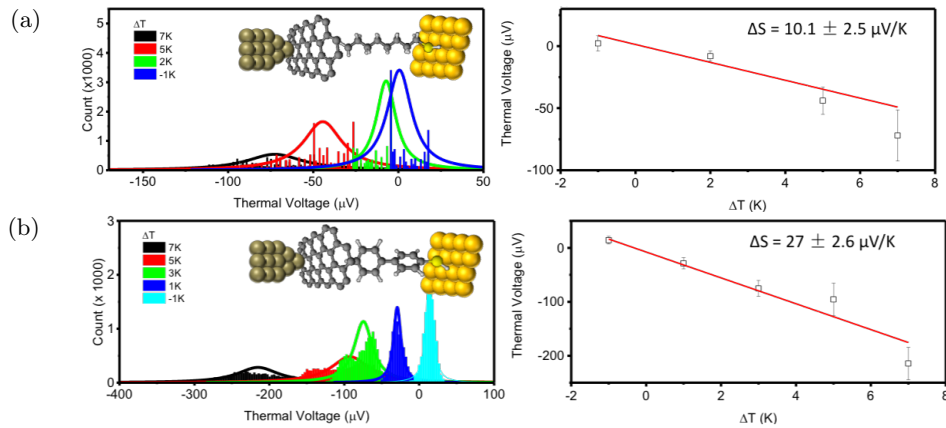 (a)
ΔT
7K
5K
2K
-1K
Count (x1000)
5
4
3
2
1
0
-150
-100
-50
0
50
Thermal Voltage (μV)
ΔS = 10.1 ± 2.5 μV/K
Thermal Voltage (μV)
0
-50
-100
-2
0
2
4
6
8
ΔT (K)
(b)
ΔT
7K
5K
3K
1K
-1K
Count (x 1000)
3
2
1
0
-400
-300
-200
-100
0
100
Thermal Voltage (μV)
ΔS = 27 ± 2.6 μV/K
Thermal Voltage (μV)
0
-100
-200
-2
0
2
4
6
8
ΔT (K)